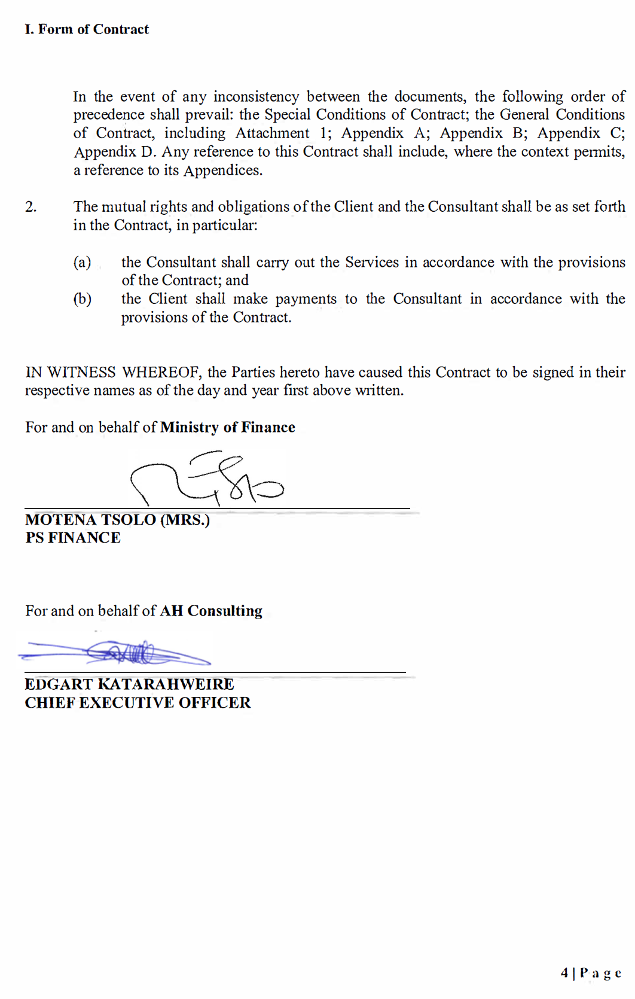 I. Form of Contract
In the event of any inconsistency between the documents, the following order of
precedence shall prevail: the Special Conditions of Contract; the General Conditions
of Contract, including Attachment 1; Appendix A; Appendix B; Appendix C;
Appendix D. Any reference to this Contract shall include, where the context permits,
a reference to its Appendices.
2. The mutual rights and obligations of the Client and the Consultant shall be as set forth
in the Contract, in particular:
(a) the Consultant shall carry out the Services in accordance with the provisions
of the Contract; and
(b) the Client shall make payments to the Consultant in accordance with the
provisions of the Contract.
IN WITNESS WHEREOF, the Parties hereto have caused this Contract to be signed in their
respective names as of the day and year first above written.
For and on behalf of Ministry of Finance
MOTENA TSOLO (MRS.)
PS FINANCE
For and on behalf of AH Consulting
EDGART KATARAHWEIRE
CHIEF EXECUTIVE OFFICER
4 | P a g e